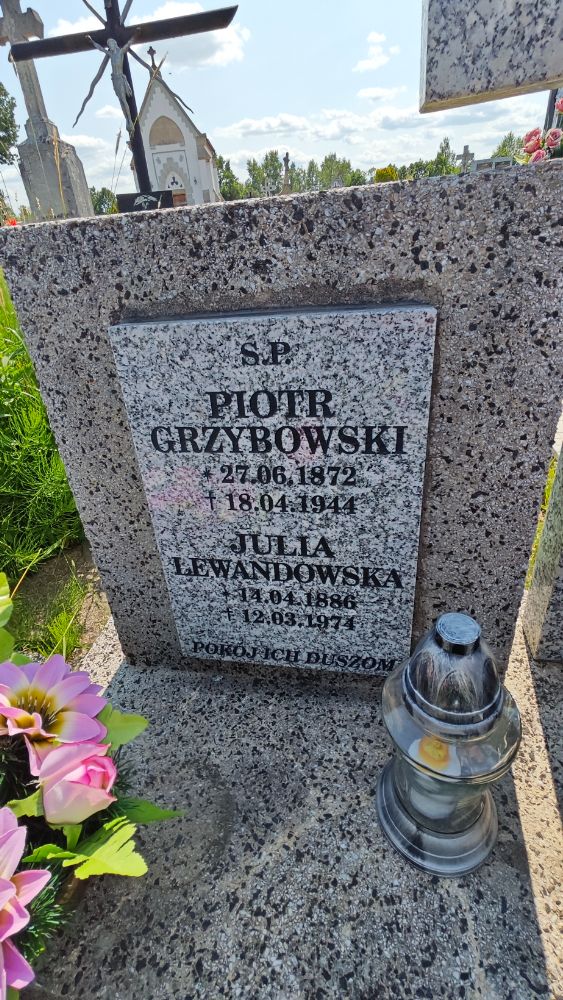 Ś.P.
PIOTR
GRZYBOWSKI
* 27.06.1872
† 18.04.1944
JULIA
LEWANDOWSKA
* 14.04.1886
† 12.03.1974
POKÓJ ICH DUSZOM